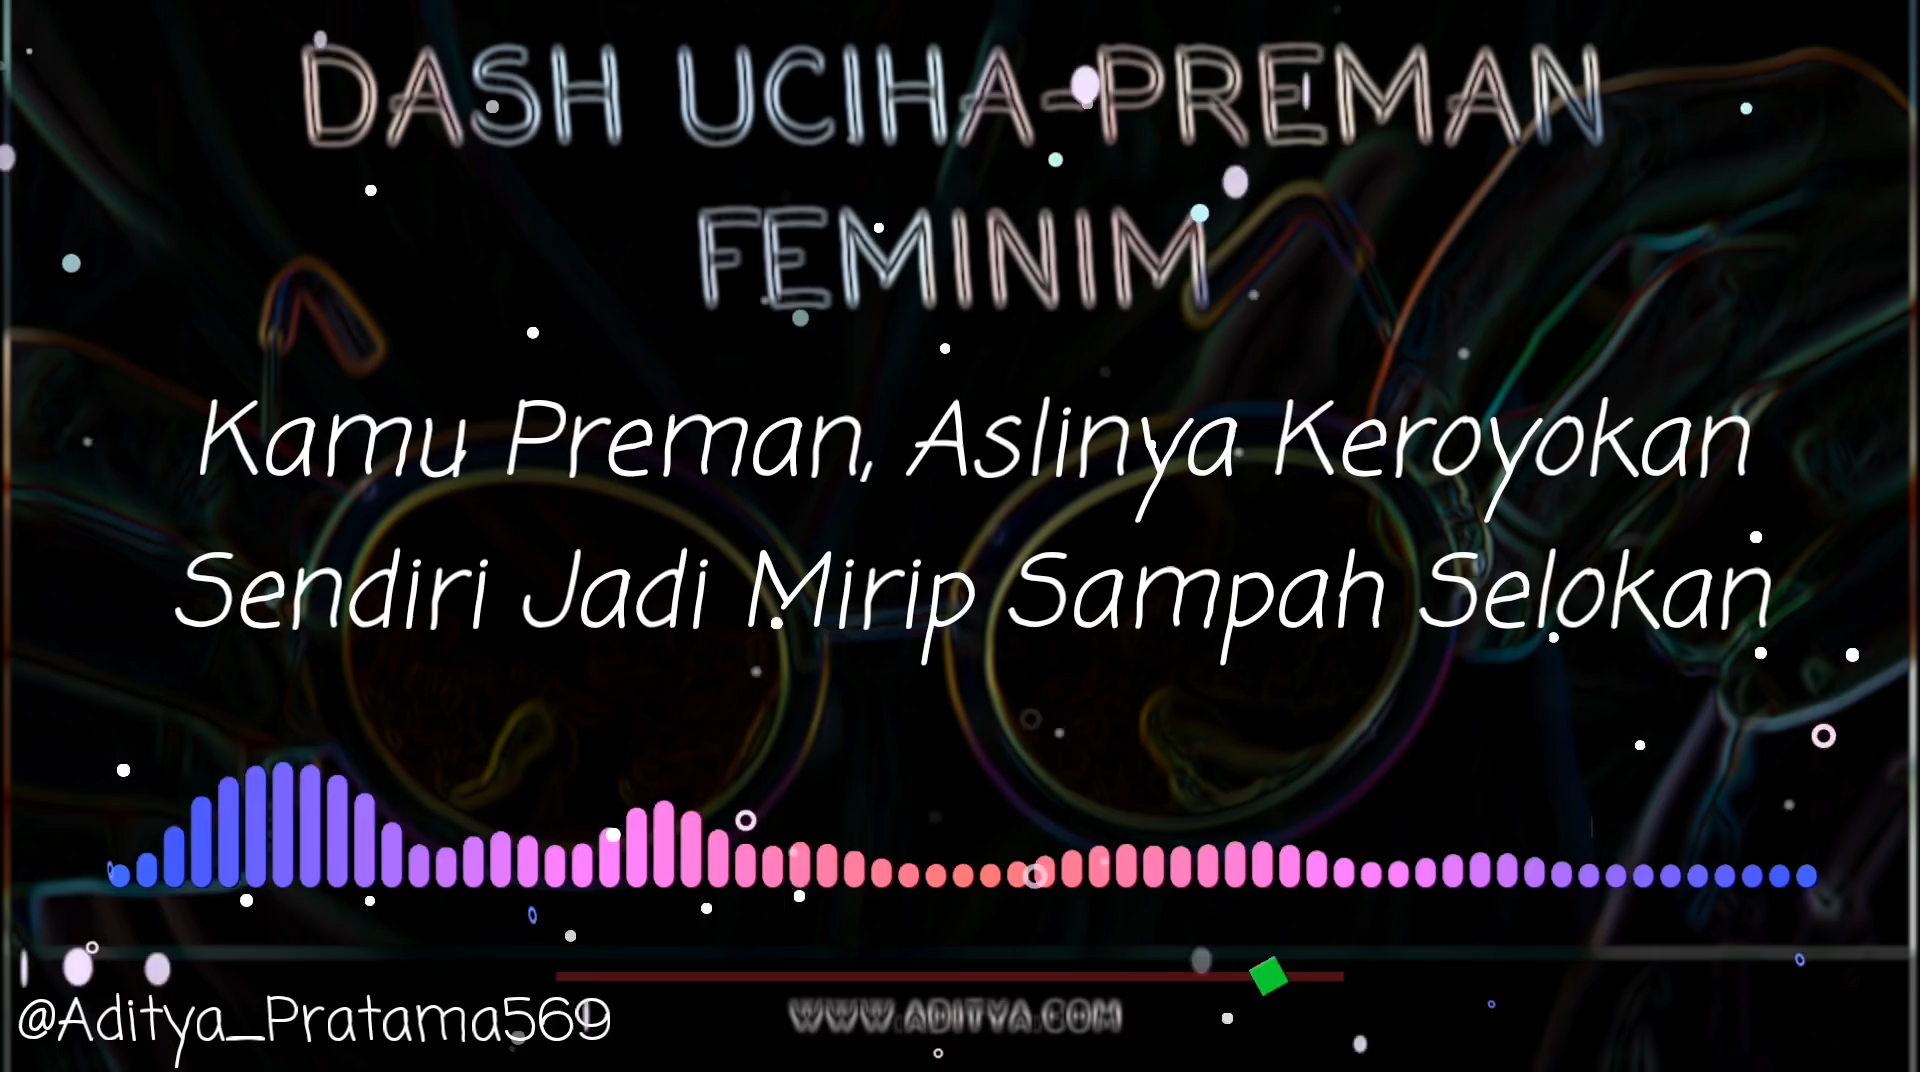 DASH UCIHA-PREMAN
FEMINIM
Kamu Preman, Aslinya Keroyokan
Sendiri Jadi Mirip Sampah Selokan
@Aditya_Pratama569
WWW.ADITYA.COM